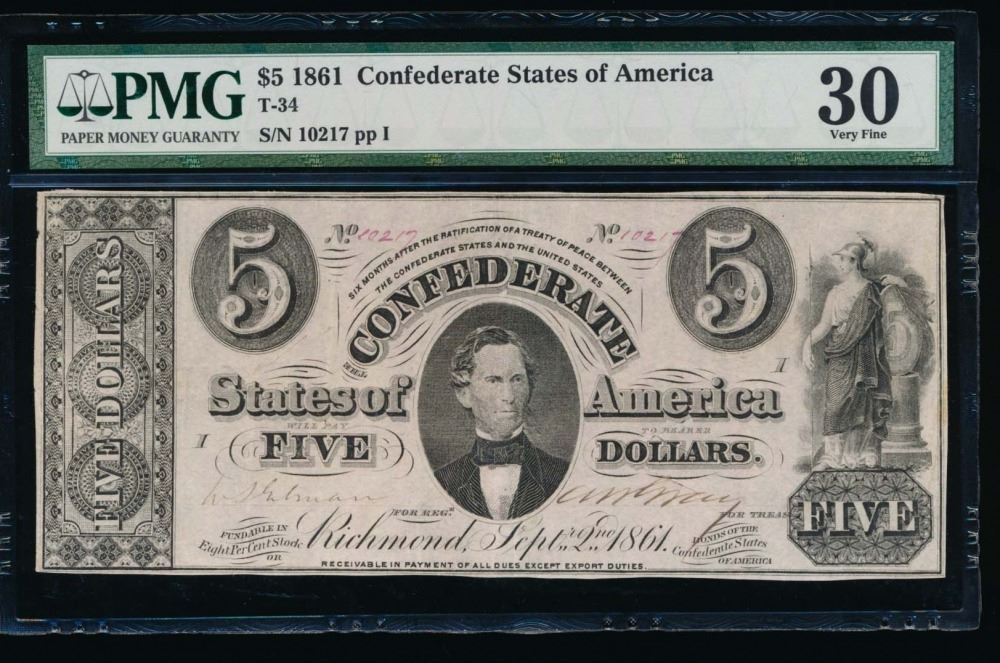 PMG
PAPER MONEY GUARANTY
$5 1861 Confederate States of America
T-34
S/N 10217 pp I
30
Very Fine
FIVE DOLLARS
5
No 10217
No 10217
5
SIX MONTHS AFTER THE RATIFICATION OF A TREATY OF PEACE BETWEEN
THE CONFEDERATE STATES AND THE UNITED STATES
THE
CONFEDERATE
I
States of America
WILL PAY TO BEARER
I
FIVE DOLLARS.
FOR REGR
FOR TREAS
FIVE
FUNDABLE IN
Eight Per Cent Stock
OR
Richmond, Septr. 2nd, 1861.
BONDS OF THE
Confederate States
OF AMERICA
RECEIVABLE IN PAYMENT OF ALL DUES EXCEPT EXPORT DUTIES.